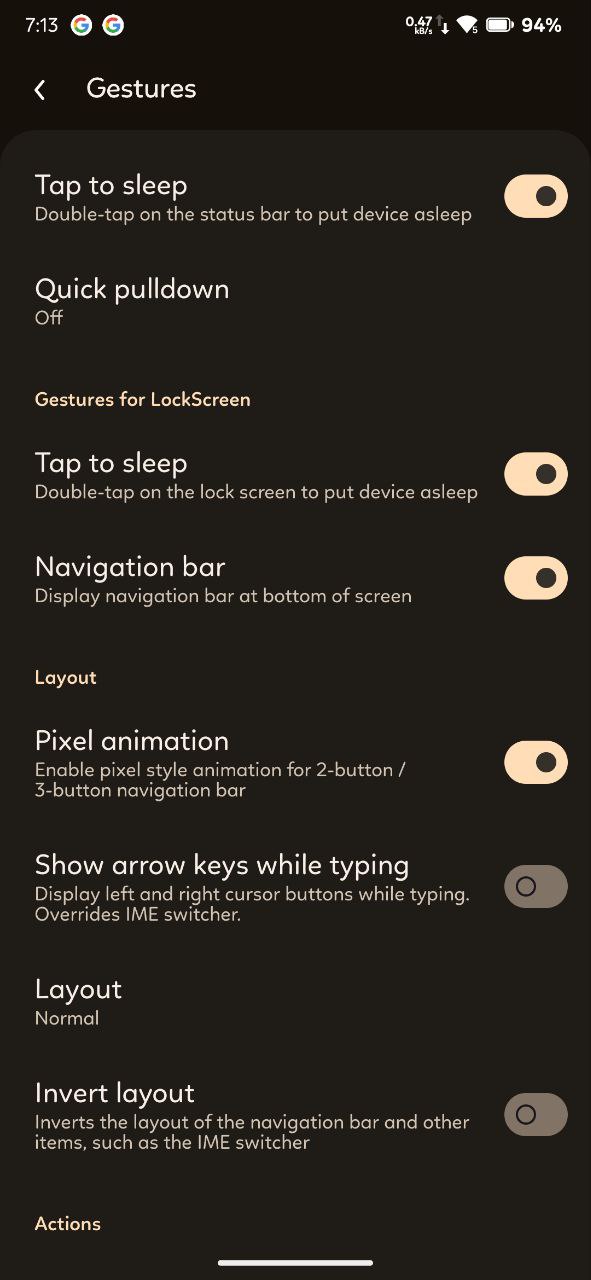 7:13
0.47
kB/s
5
94%
Gestures
Tap to sleep
Double-tap on the status bar to put device asleep
Quick pulldown
Off
Gestures for LockScreen
Tap to sleep
Double-tap on the lock screen to put device asleep
Navigation bar
Display navigation bar at bottom of screen
Layout
Pixel animation
Enable pixel style animation for 2-button /
3-button navigation bar
Show arrow keys while typing
Display left and right cursor buttons while typing.
Overrides IME switcher.
Layout
Normal
Invert layout
Inverts the layout of the navigation bar and other
items, such as the IME switcher
Actions